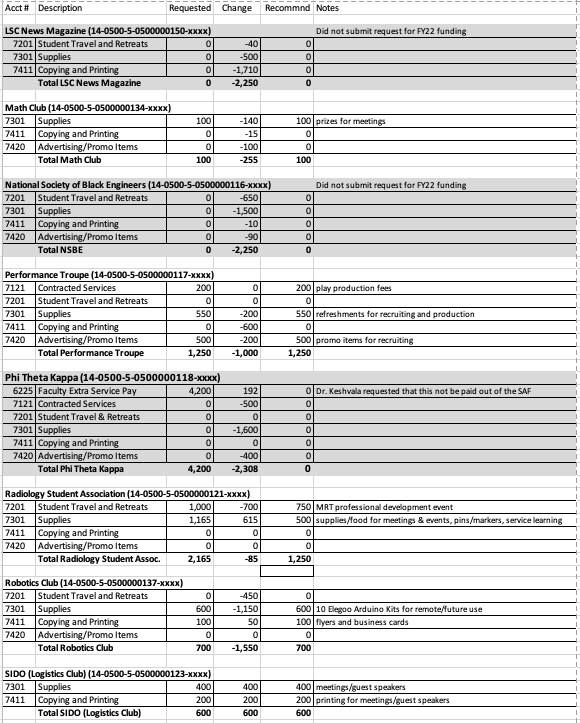 Acct # Description Requested Change Recommnd Notes
LSC News Magazine (14-0500-5-0500000150-xxxx) Did not submit request for FY22 funding
7201 Student Travel and Retreats 0 -40 0
7301 Supplies 0 -500 0
7411 Copying and Printing 0 -1,710 0
Total LSC News Magazine 0 -2,250 0
Math Club (14-0500-5-0500000134-xxxx)
7301 Supplies 100 -140 100 prizes for meetings
7411 Copying and Printing 0 -15 0
7420 Advertising/Promo Items 0 -100 0
Total Math Club 100 -255 100
National Society of Black Engineers (14-0500-5-0500000116-xxxx) Did not submit request for FY22 funding
7201 Student Travel and Retreats 0 -650 0
7301 Supplies 0 -1,500 0
7411 Copying and Printing 0 -10 0
7420 Advertising/Promo Items 0 -90 0
Total NSBE 0 -2,250 0
Performance Troupe (14-0500-5-0500000117-xxxx)
7121 Contracted Services 200 0 200 play production fees
7201 Student Travel and Retreats 0 0 0
7301 Supplies 550 -200 550 refreshments for recruiting and production
7411 Copying and Printing 0 -600 0
7420 Advertising/Promo Items 500 -200 500 promo items for recruiting
Total Performance Troupe 1,250 -1,000 1,250
Phi Theta Kappa (14-0500-5-0500000118-xxxx)
6225 Faculty Extra Service Pay 4,200 192 0 Dr. Keshvala requested that this not be paid out of the SAF
7121 Contracted Services 0 -500 0
7201 Student Travel & Retreats 0 0 0
7301 Supplies 0 -1,600 0
7411 Copying and Printing 0 0 0
7420 Advertising/Promo Items 0 -400 0
Total Phi Theta Kappa 4,200 -2,308 0
Radiology Student Association (14-0500-5-0500000121-xxxx)
7201 Student Travel and Retreats 1,000 -700 750 MRT professional development event
7301 Supplies 1,165 615 500 supplies/food for meetings & events, pins/markers, service learning
7411 Copying and Printing 0 0 0
7420 Advertising/Promo Items 0 0 0
Total Radiology Student Assoc. 2,165 -85 1,250
Robotics Club (14-0500-5-0500000137-xxxx)
7201 Student Travel and Retreats 0 -450 0
7301 Supplies 600 -1,150 600 10 Elegoo Arduino Kits for remote/future use
7411 Copying and Printing 100 50 100 flyers and business cards
7420 Advertising/Promo Items 0 0 0
Total Robotics Club 700 -1,550 700
SIDO (Logistics Club) (14-0500-5-0500000123-xxxx)
7301 Supplies 400 400 400 meetings/guest speakers
7411 Copying and Printing 200 200 200 printing for meetings/guest speakers
Total SIDO (Logistics Club) 600 600 600